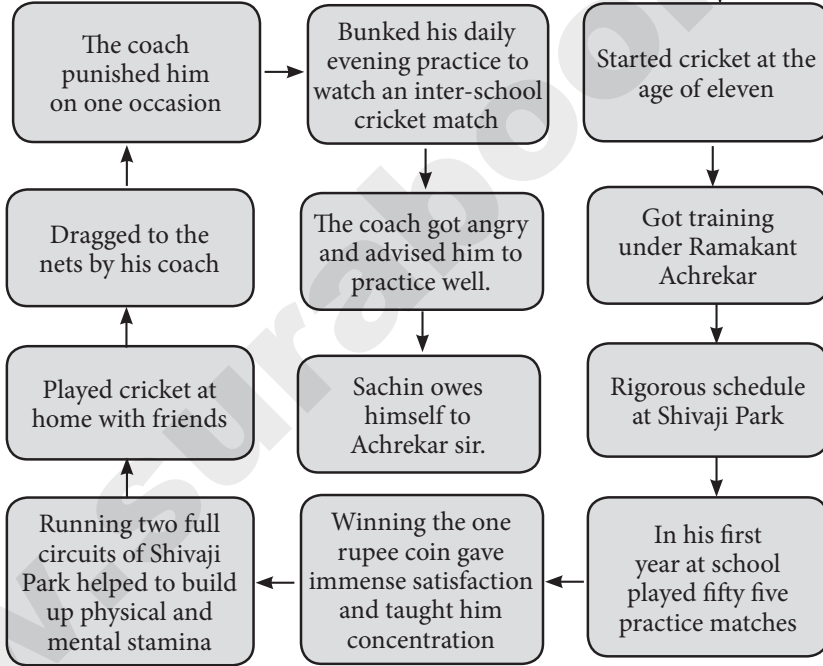 Started cricket at the
age of eleven
Got training
under Ramakant
Achrekar
Rigorous schedule
at Shivaji Park
In his first
year at school
played fifty five
practice matches
Winning the one
rupee coin gave
immense satisfaction
and taught him
concentration
Running two full
circuits of Shivaji
Park helped to build
up physical and
mental stamina
Played cricket at
home with friends
Dragged to the
nets by his coach
The coach
punished him
on one occasion
Bunked his daily
evening practice to
watch an inter-school
cricket match
The coach got angry
and advised him to
practice well.
Sachin owes
himself to
Achrekar sir.